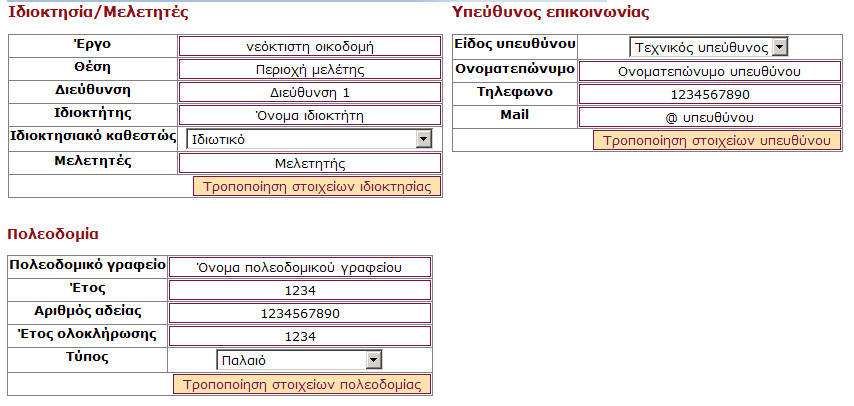 Ιδιοκτησία/Μελετητές
Έργο νεόκτιστη οικοδομή
Θέση Περιοχή μελέτης
Διεύθυνση Διεύθυνση 1
Ιδιοκτήτης Όνομα ιδιοκτήτη
Ιδιοκτησιακό καθεστώς Ιδιωτικό
Μελετητές Μελετητής
Τροποποίηση στοιχείων ιδιοκτησίας
Υπεύθυνος επικοινωνίας
Είδος υπευθύνου Τεχνικός υπεύθυνος
Ονοματεπώνυμο Ονοματεπώνυμο υπευθύνου
Τηλεφωνο 1234567890
Mail @ υπευθύνου
Τροποποίηση στοιχείων υπευθύνου
Πολεοδομία
Πολεοδομικό γραφείο Όνομα πολεοδομικού γραφείου
Έτος 1234
Αριθμός αδείας 1234567890
Έτος ολοκλήρωσης 1234
Τύπος Παλαιό
Τροποποίηση στοιχείων πολεοδομίας